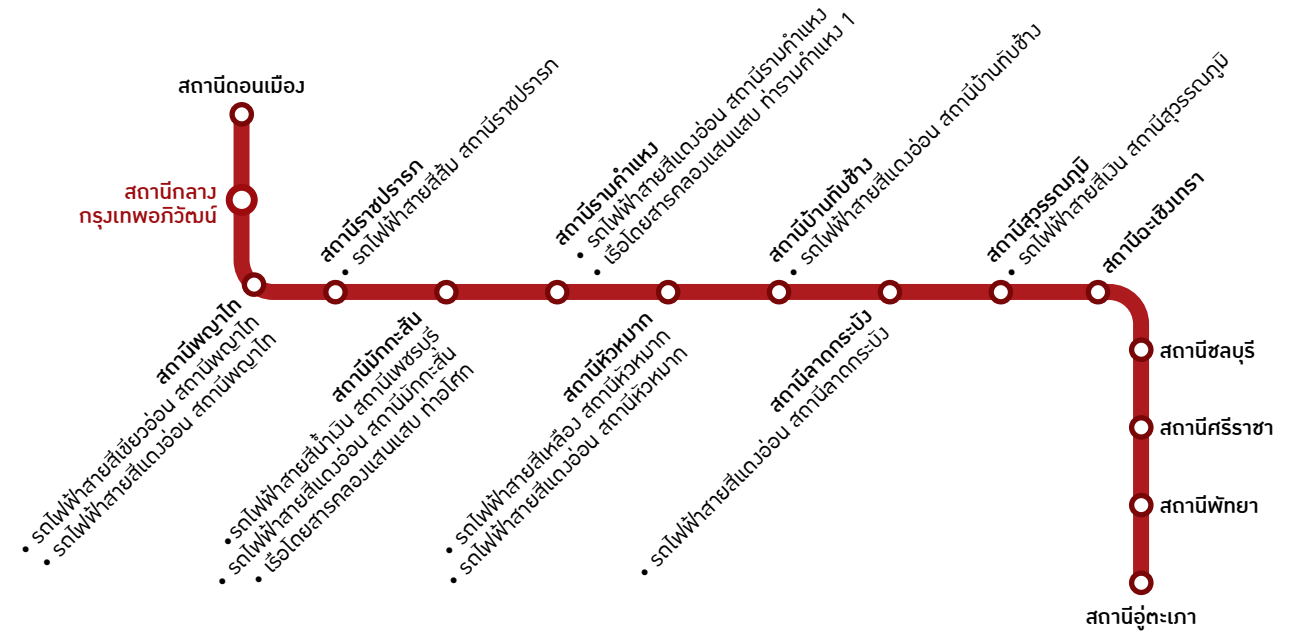 สถานีดอนเมือง
สถานีกลาง
กรุงเทพอภิวัฒน์
สถานีพญาไท
• รถไฟฟ้าสายสีเขียวอ่อน สถานีพญาไท
• รถไฟฟ้าสายสีแดงอ่อน สถานีพญาไท
สถานีราชปรารภ
• รถไฟฟ้าสายสีส้ม สถานีราชปรารภ
สถานีมักกะสัน
• รถไฟฟ้าสายสีน้ำเงิน สถานีเพชรบุรี
• รถไฟฟ้าสายสีแดงอ่อน สถานีมักกะสัน
• เรือโดยสารคลองแสนแสบ ท่าอโศก
สถานีรามคำแหง
• รถไฟฟ้าสายสีแดงอ่อน สถานีรามคำแหง
• เรือโดยสารคลองแสนแสบ ท่ารามคำแหง 1
สถานีหัวหมาก
• รถไฟฟ้าสายสีเหลือง สถานีหัวหมาก
• รถไฟฟ้าสายสีแดงอ่อน สถานีหัวหมาก
สถานีบ้านทับช้าง
• รถไฟฟ้าสายสีแดงอ่อน สถานีบ้านทับช้าง
สถานีลาดกระบัง
• รถไฟฟ้าสายสีแดงอ่อน สถานีลาดกระบัง
สถานีสุวรรณภูมิ
• รถไฟฟ้าสายสีเงิน สถานีสุวรรณภูมิ
สถานีฉะเชิงเทรา
สถานีชลบุรี
สถานีศรีราชา
สถานีพัทยา
สถานีอู่ตะเภา